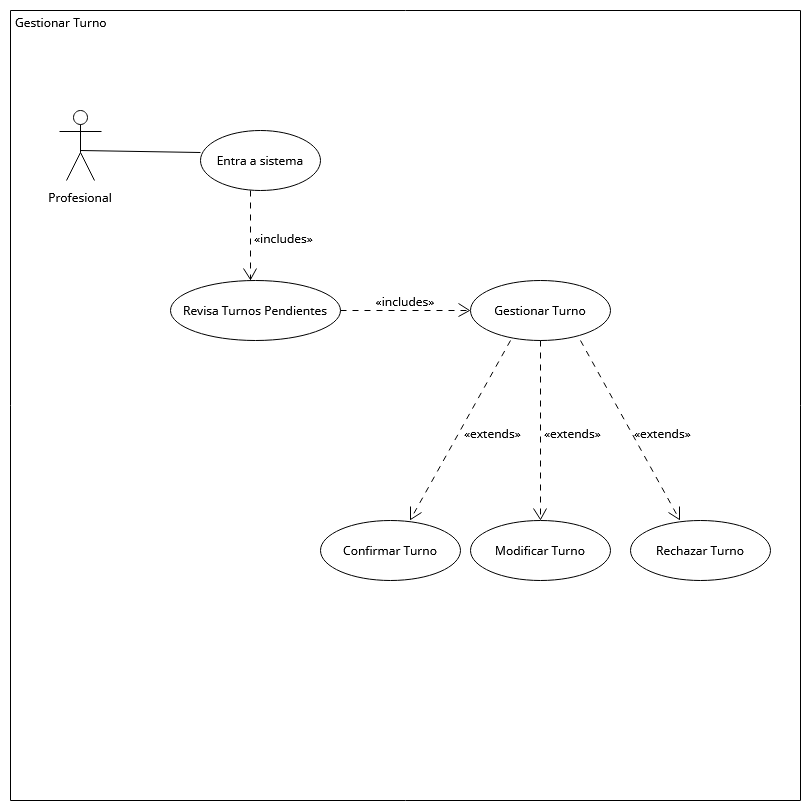 Gestionar Turno
Profesional
Entra a sistema
«includes»
Revisa Turnos Pendientes
«includes»
Gestionar Turno
«extends»
«extends»
«extends»
Confirmar Turno
Modificar Turno
Rechazar Turno